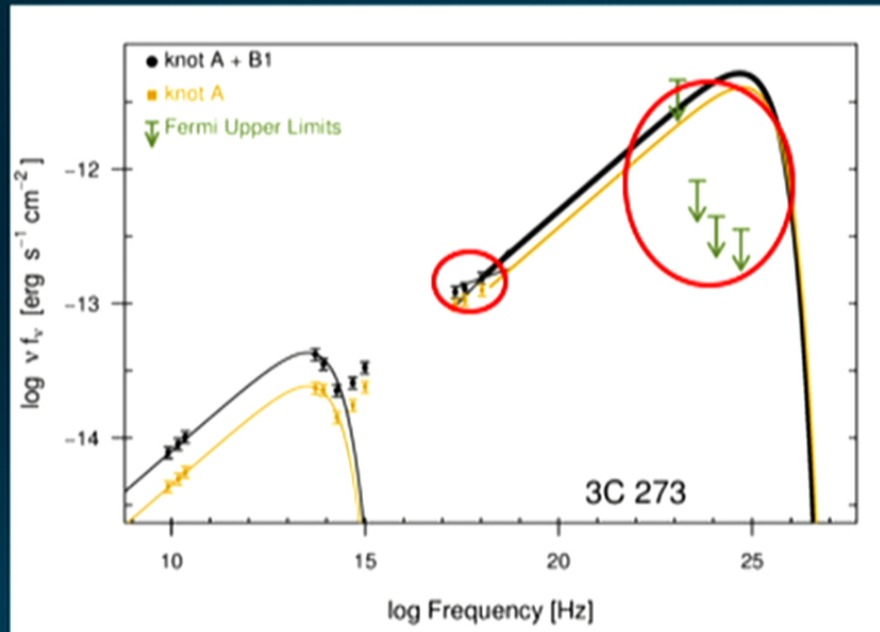 knot A + B1
knot A
Fermi Upper Limits
log ν fν [erg s⁻¹ cm⁻²]
−12
−13
−14
3C 273
10 15 20 25
log Frequency [Hz]